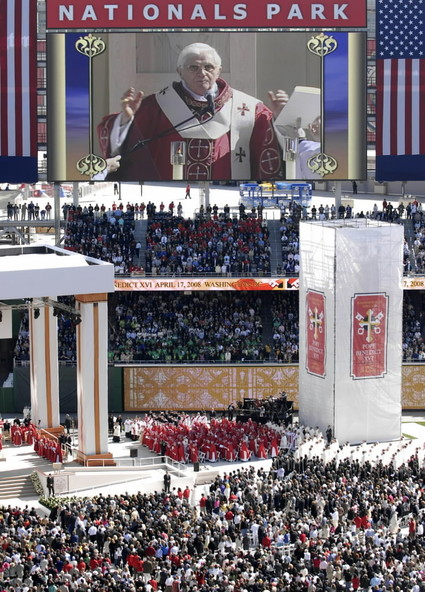 NATIONALS PARK
EDICT XVI APRIL 17, 2008 WASHING
POPE
BENEDICT
XVI